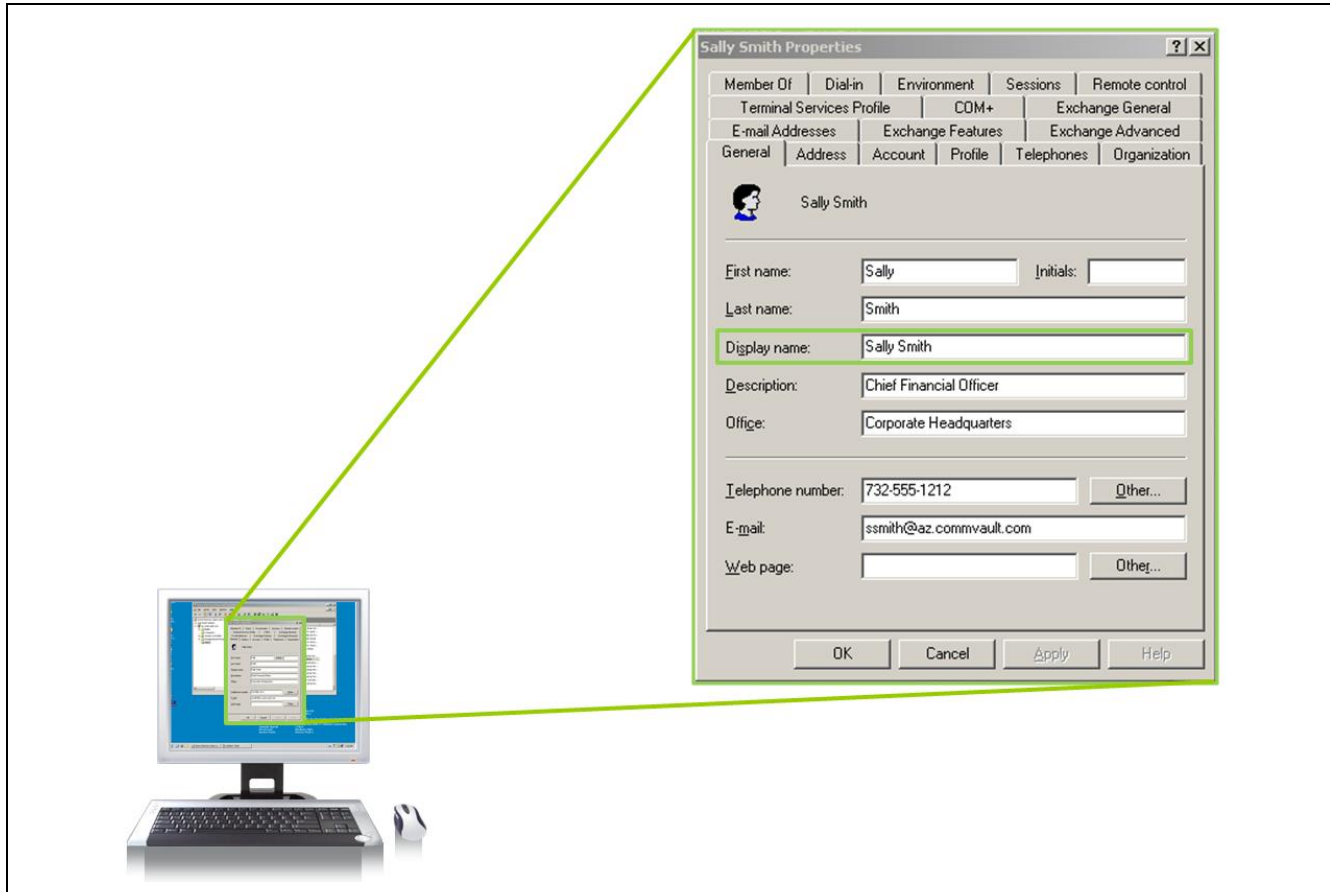 Sally Smith Properties
Member Of Dial-in Environment Sessions Remote control
Terminal Services Profile COM+ Exchange General
E-mail Addresses Exchange Features Exchange Advanced
General Address Account Profile Telephones Organization
Sally Smith
First name: Sally Initials:
Last name: Smith
Display name: Sally Smith
Description: Chief Financial Officer
Office: Corporate Headquarters
Telephone number: 732-555-1212 Other...
E-mail: ssmith@az.commvault.com
Web page: Other...
OK Cancel Apply Help